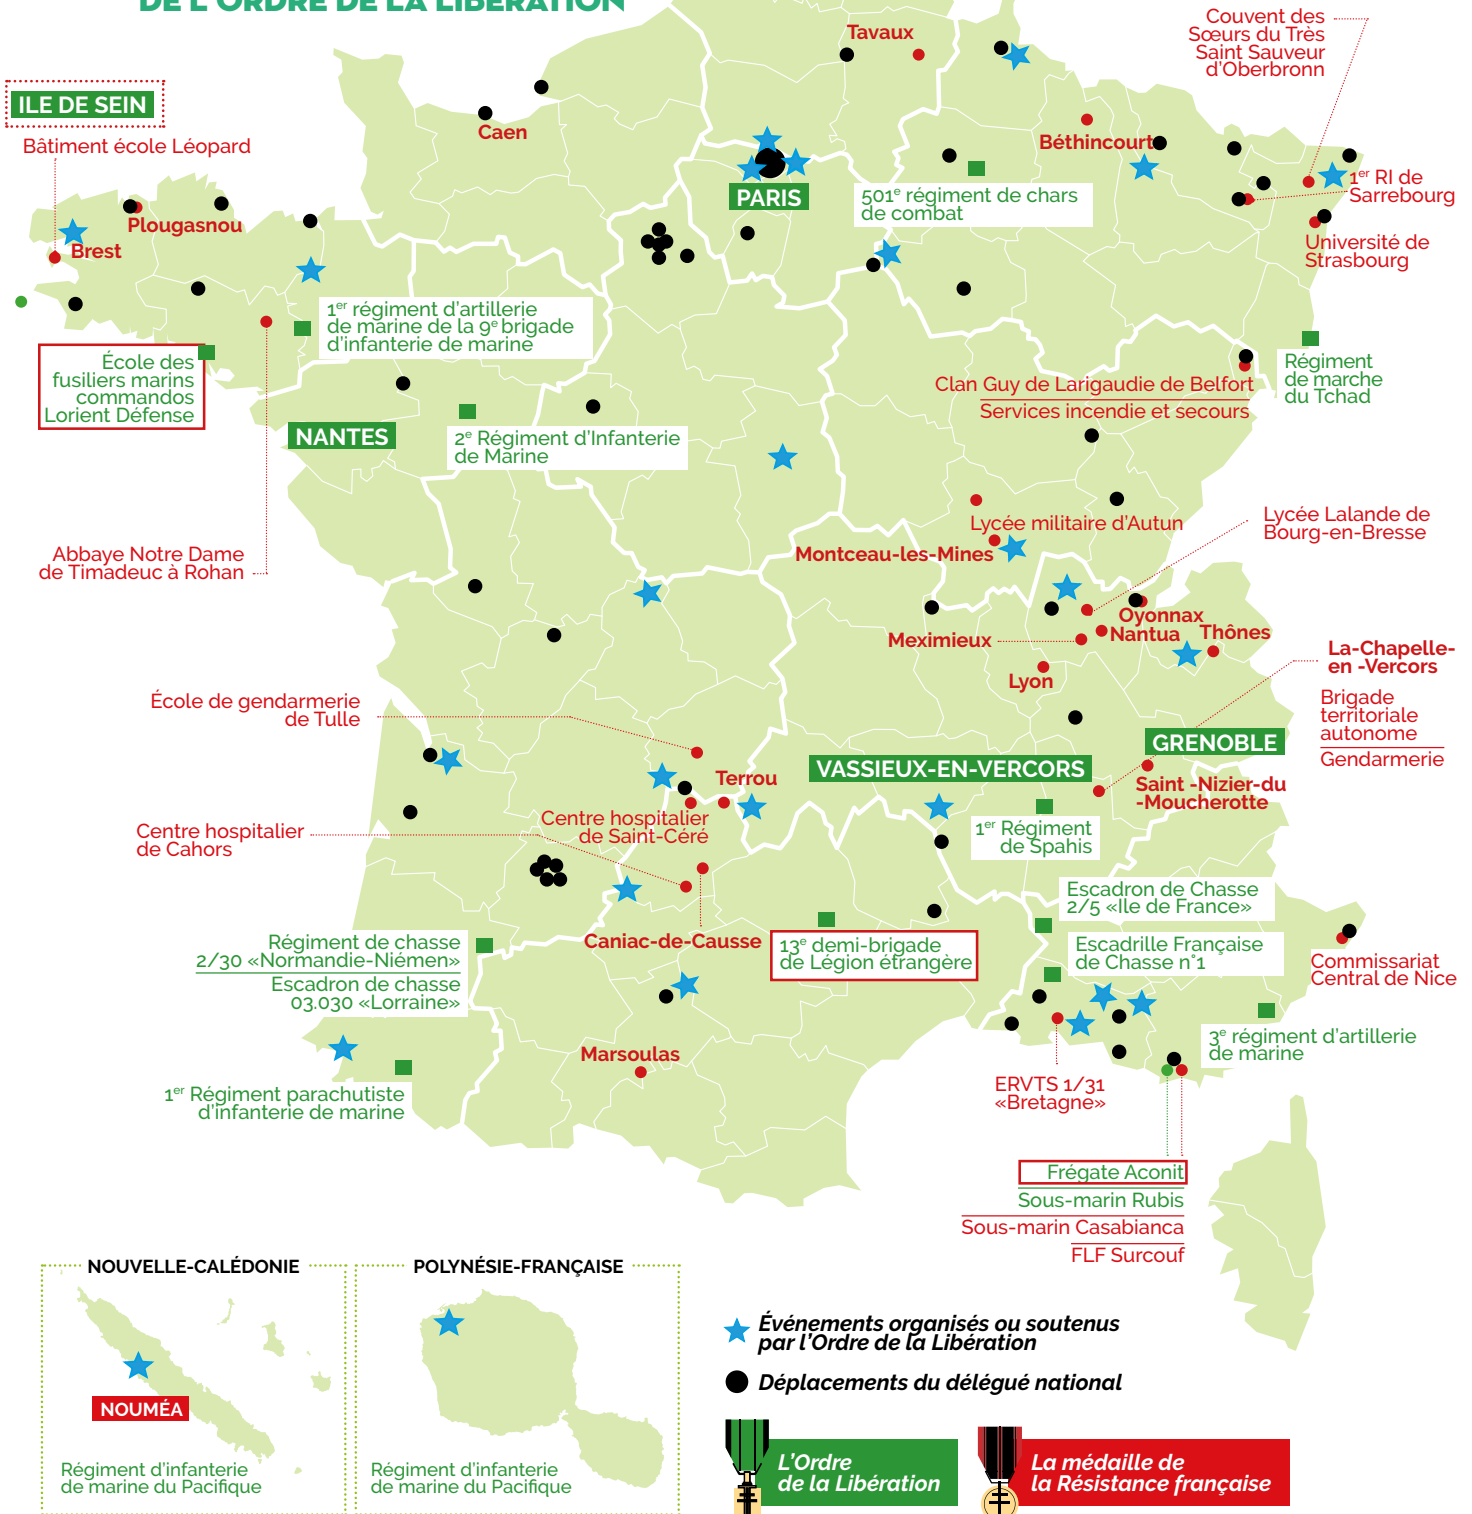 DE L'ORDRE DE LA LIBÉRATION
Tavaux
Couvent des
Sœurs du Très
Saint Sauveur
d'Oberbronn
ILE DE SEIN
Bâtiment école Léopard
Caen
Béthincourt
PARIS
501e régiment de chars
de combat
1er RI de
Sarrebourg
Plougasnou
Brest
Université de
Strasbourg
1er régiment d'artillerie
de marine de la 9e brigade
d'infanterie de marine
École des
fusiliers marins
commandos
Lorient Défense
Régiment
de marche
du Tchad
Clan Guy de Larigaudie de Belfort
Services incendie et secours
NANTES
2e Régiment d'Infanterie
de Marine
Lycée militaire d'Autun
Lycée Lalande de
Bourg-en-Bresse
Abbaye Notre Dame
de Timadeuc à Rohan
Montceau-les-Mines
Oyonnax
Nantua
Thônes
Meximieux
La-Chapelle-
en -Vercors
Lyon
Brigade
territoriale
autonome
Gendarmerie
École de gendarmerie
de Tulle
GRENOBLE
VASSIEUX-EN-VERCORS
Terrou
Saint -Nizier-du
-Moucherotte
Centre hospitalier
de Saint-Céré
Centre hospitalier
de Cahors
1er Régiment
de Spahis
Escadron de Chasse
2/5 «Ile de France»
Caniac-de-Causse
13e demi-brigade
de Légion étrangère
Régiment de chasse
2/30 «Normandie-Niémen»
Escadron de chasse
03.030 «Lorraine»
Escadrille Française
de Chasse n°1
Commissariat
Central de Nice
3e régiment d'artillerie
de marine
Marsoulas
1er Régiment parachutiste
d'infanterie de marine
ERVTS 1/31
«Bretagne»
Frégate Aconit
Sous-marin Rubis
Sous-marin Casabianca
FLF Surcouf
NOUVELLE-CALÉDONIE
POLYNÉSIE-FRANÇAISE
NOUMÉA
Régiment d'infanterie
de marine du Pacifique
Régiment d'infanterie
de marine du Pacifique
Événements organisés ou soutenus
par l'Ordre de la Libération
Déplacements du délégué national
L'Ordre
de la Libération
La médaille de
la Résistance française